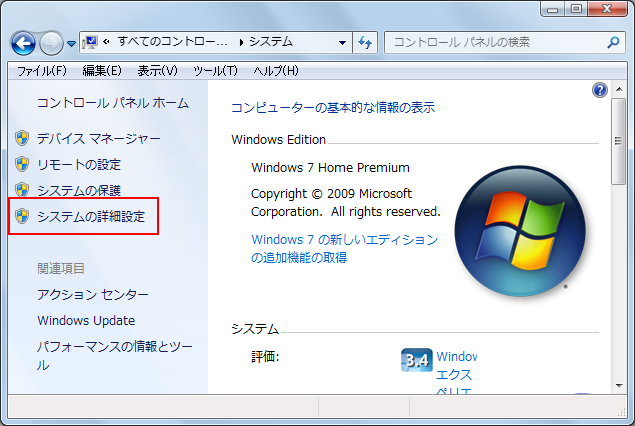 « すべてのコントロー... ▸ システム
コントロール パネルの検索
ファイル(F) 編集(E) 表示(V) ツール(T) ヘルプ(H)
コントロール パネル ホーム
デバイス マネージャー
リモートの設定
システムの保護
システムの詳細設定
関連項目
アクション センター
Windows Update
パフォーマンスの情報とツー
ル
コンピューターの基本的な情報の表示
Windows Edition
Windows 7 Home Premium
Copyright © 2009 Microsoft
Corporation. All rights reserved.
Windows 7 の新しいエディション
の追加機能の取得
システム
評価:
3.4
Window
エクス
ペリエ